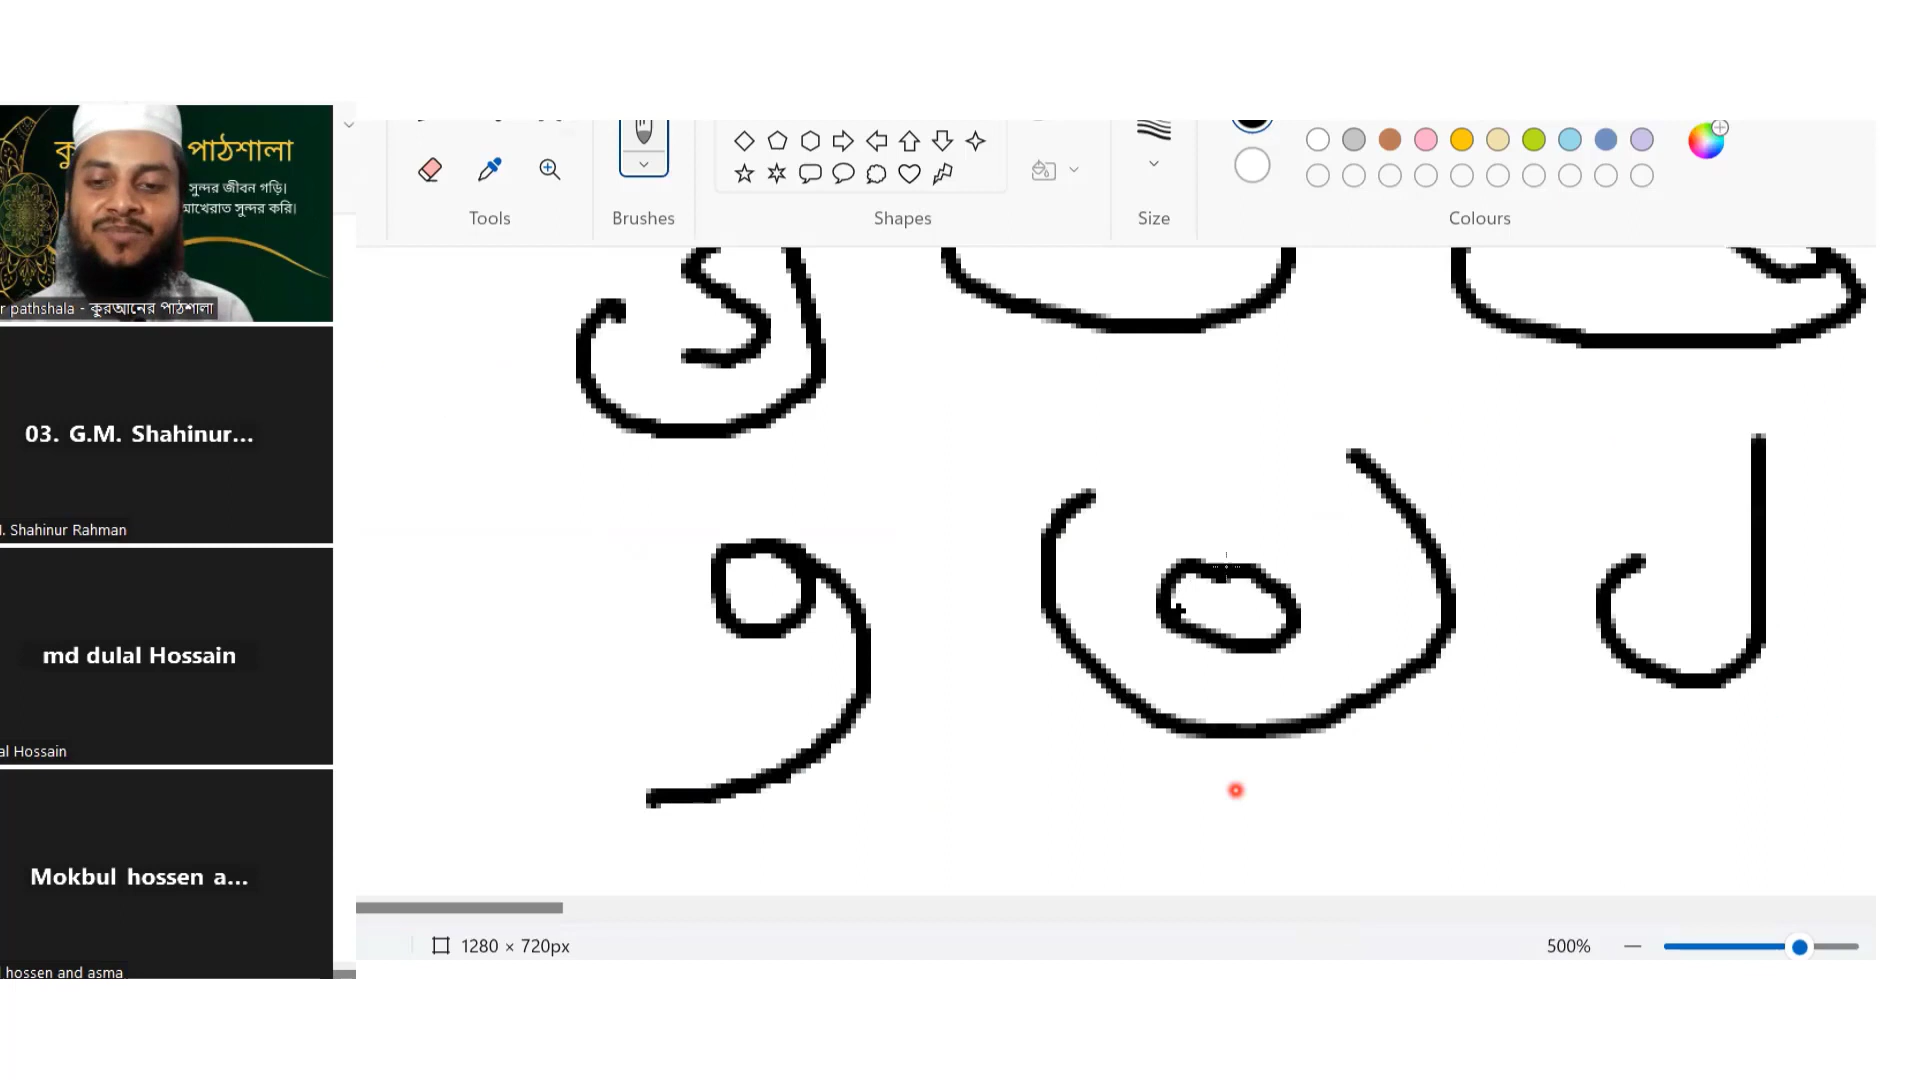 কু পাঠশালা
সুন্দর জীবন গড়ি।
মাখেরাত সুন্দর করি।
r pathshala - কুরআনের পাঠশালা
03. G.M. Shahinur...
I. Shahinur Rahman
md dulal Hossain
al Hossain
Mokbul hossen a...
l hossen and asma
Tools Brushes Shapes Size Colours
ك
و ن ل
1280 × 720px 500%